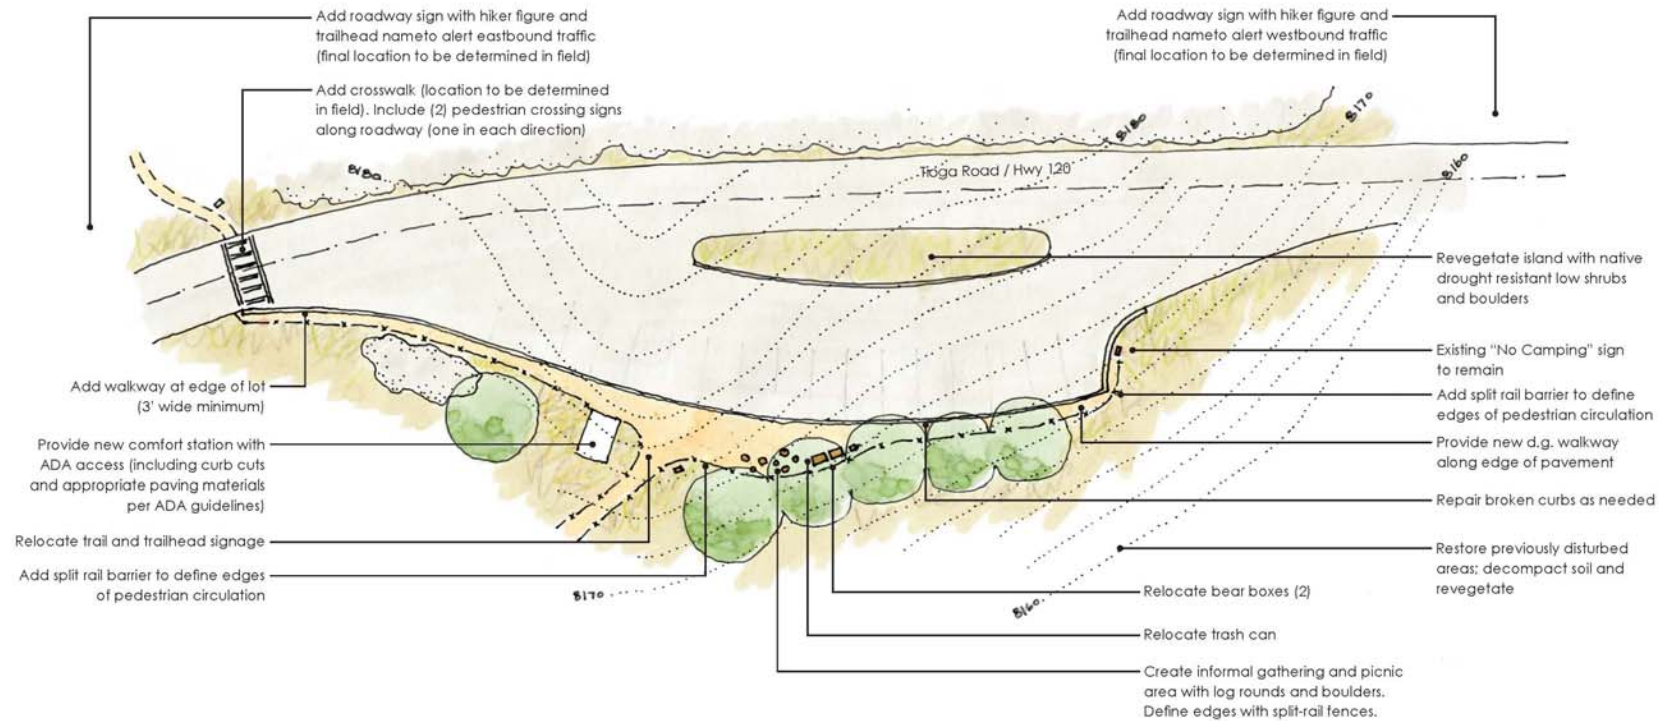 Add roadway sign with hiker figure and
trailhead nameto alert eastbound traffic
(final location to be determined in field)
Add roadway sign with hiker figure and
trailhead nameto alert westbound traffic
(final location to be determined in field)
Add crosswalk (location to be determined
in field). Include (2) pedestrian crossing signs
along roadway (one in each direction)
8180
8180
8170
8160
Tioga Road / Hwy 120
Revegetate island with native
drought resistant low shrubs
and boulders
Existing "No Camping" sign
to remain
Add split rail barrier to define
edges of pedestrian circulation
Provide new d.g. walkway
along edge of pavement
Repair broken curbs as needed
Restore previously disturbed
areas; decompact soil and
revegetate
Add walkway at edge of lot
(3' wide minimum)
Provide new comfort station with
ADA access (including curb cuts
and appropriate paving materials
per ADA guidelines)
Relocate trail and trailhead signage
Add split rail barrier to define edges
of pedestrian circulation
8170
8160
Relocate bear boxes (2)
Relocate trash can
Create informal gathering and picnic
area with log rounds and boulders.
Define edges with split-rail fences.